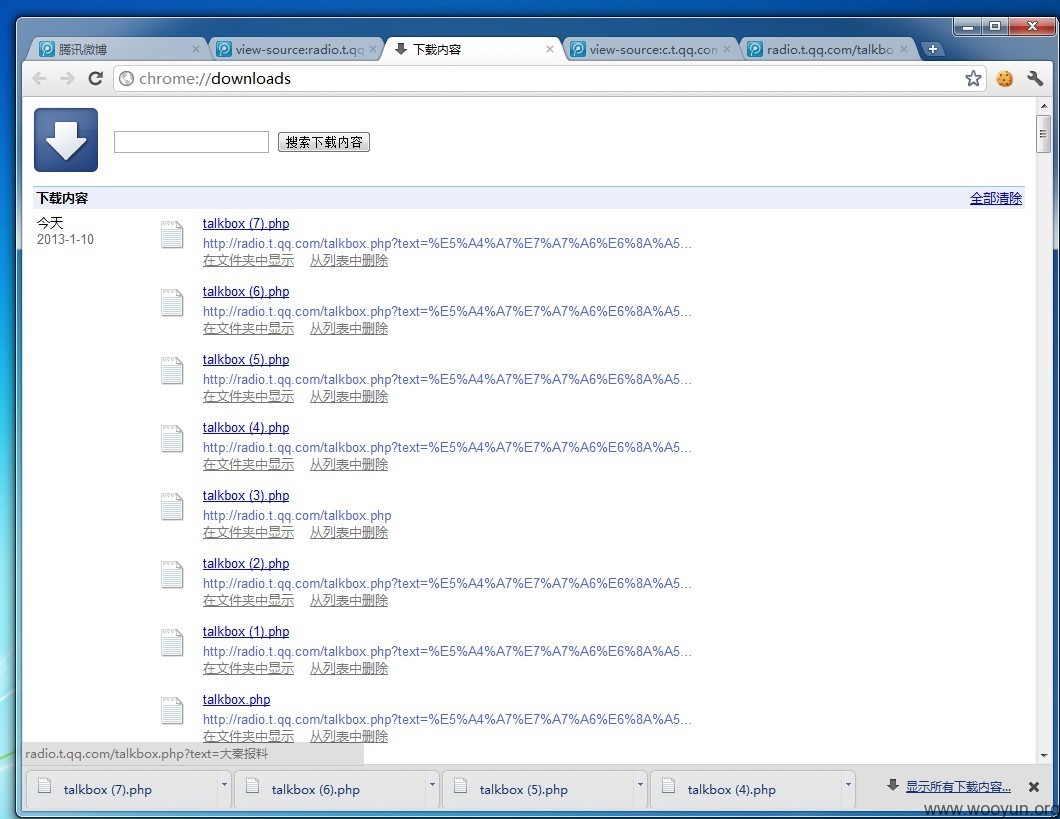 腾讯微博
view-source:radio.t.qq
下载内容
view-source:c.t.qq.com
radio.t.qq.com/talkbo
chrome://downloads
搜索下载内容
下载内容
全部清除
今天
2013-1-10
talkbox (7).php
http://radio.t.qq.com/talkbox.php?text=%E5%A4%A7%E7%A7%A6%E6%8A%A5...
在文件夹中显示 从列表中删除
talkbox (6).php
http://radio.t.qq.com/talkbox.php?text=%E5%A4%A7%E7%A7%A6%E6%8A%A5...
在文件夹中显示 从列表中删除
talkbox (5).php
http://radio.t.qq.com/talkbox.php?text=%E5%A4%A7%E7%A7%A6%E6%8A%A5...
在文件夹中显示 从列表中删除
talkbox (4).php
http://radio.t.qq.com/talkbox.php?text=%E5%A4%A7%E7%A7%A6%E6%8A%A5...
在文件夹中显示 从列表中删除
talkbox (3).php
http://radio.t.qq.com/talkbox.php
在文件夹中显示 从列表中删除
talkbox (2).php
http://radio.t.qq.com/talkbox.php?text=%E5%A4%A7%E7%A7%A6%E6%8A%A5...
在文件夹中显示 从列表中删除
talkbox (1).php
http://radio.t.qq.com/talkbox.php?text=%E5%A4%A7%E7%A7%A6%E6%8A%A5...
在文件夹中显示 从列表中删除
talkbox.php
http://radio.t.qq.com/talkbox.php?text=%E5%A4%A7%E7%A7%A6%E6%8A%A5...
在文件夹中显示 从列表中删除
radio.t.qq.com/talkbox.php?text=大秦报料
talkbox (7).php
talkbox (6).php
talkbox (5).php
talkbox (4).php
显示所有下载内容...
www.wooyun.org